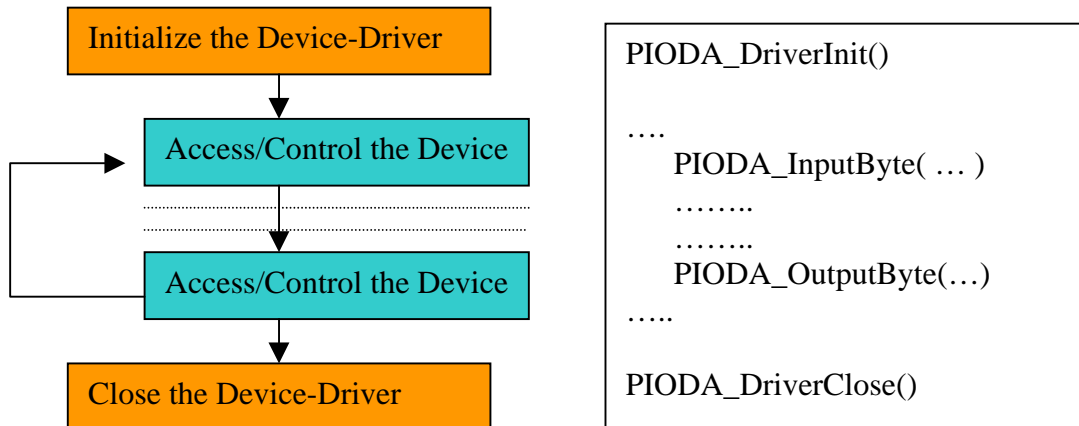 Initialize the Device-Driver
Access/Control the Device
Access/Control the Device
Close the Device-Driver
PIODA_DriverInit()
….
PIODA_InputByte( … )
……..
……..
PIODA_OutputByte(…)
…..
PIODA_DriverClose()